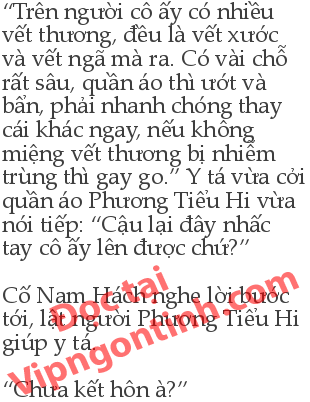 “Trên người cô ấy có nhiều
vết thương, đều là vết xước
và vết ngã mà ra. Có vài chỗ
rất sâu, quần áo thì ướt và
bẩn, phải nhanh chóng thay
cái khác ngay, nếu không
miệng vết thương bị nhiễm
trùng thì gay go.” Y tá vừa cởi
quần áo Phương Tiểu Hi vừa
nói tiếp: “Cậu lại đây nhấc
tay cô ấy lên được chứ?”
Cố Nam Hách nghe lời bước
tới, lật người Phương Tiểu Hi
giúp y tá.
“Chưa kết hôn à?”
Doctai
Vipngontinh.com